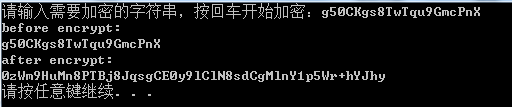 请输入需要加密的字符串，按回车开始加密：g50CKgs8TwTqu9GmcPnX
before encrypt:
g50CKgs8TwTqu9GmcPnX
after encrypt:
0zWm9HuMn8PTBj8JqsgCE0y9lClN8sdCgMlnY1p5Wr+hYJhy
请按任意键继续. . .